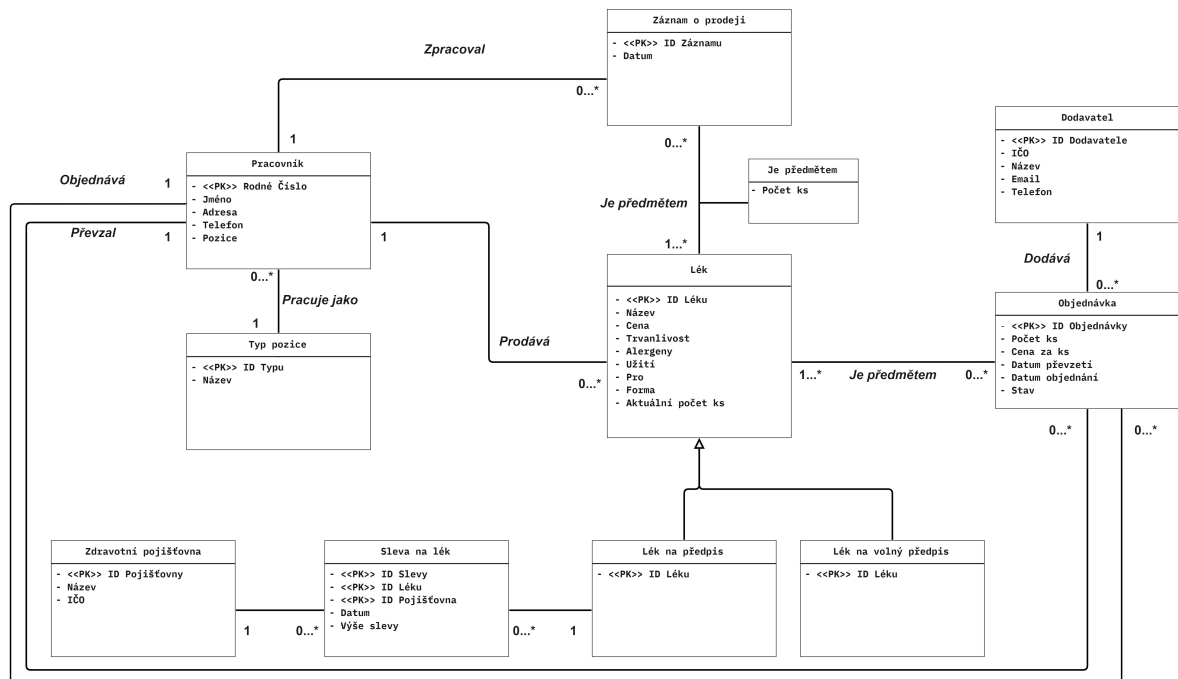 Záznam o prodeji
- <<PK>> ID Záznamu
- Datum
Zpracoval
0...*
1
0...*
Dodavatel
- <<PK>> ID Dodavatele
- IČO
- Název
- Email
- Telefon
Pracovník
- <<PK>> Rodné Číslo
- Jméno
- Adresa
- Telefon
- Pozice
Objednává
1
Převzal
1
1
Je předmětem
- Počet ks
Je předmětem
1...*
1
Dodává
0...*
0...*
Pracuje jako
1
Lék
- <<PK>> ID Léku
- Název
- Cena
- Trvanlivost
- Alergeny
- Užití
- Pro
- Forma
- Aktuální počet ks
Objednávka
- <<PK>> ID Objednávky
- Počet ks
- Cena za ks
- Datum převzetí
- Datum objednání
- Stav
Typ pozice
- <<PK>> ID Typu
- Název
Prodává
0...*
1...*
Je předmětem
0...*
0...*
0...*
Zdravotní pojišťovna
- <<PK>> ID Pojišťovny
- Název
- IČO
Sleva na lék
- <<PK>> ID Slevy
- <<PK>> ID Léku
- <<PK>> ID Pojišťovna
- Datum
- Výše slevy
Lék na předpis
- <<PK>> ID Léku
Lék na volný předpis
- <<PK>> ID Léku
1
0...*
0...*
1